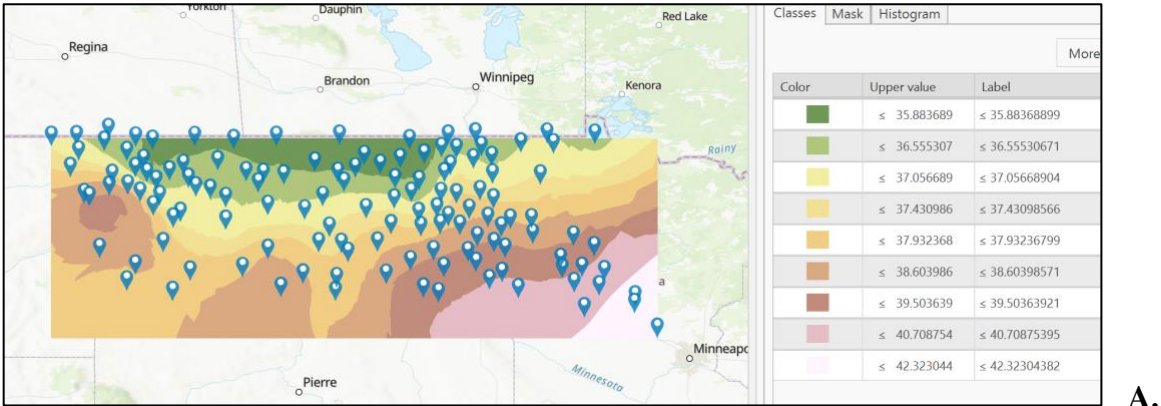 Yorkton
Dauphin
Red Lake
Regina
Winnipeg
Brandon
Kenora
Rainy
a
Minneapo
Minnesota
Pierre
Classes Mask Histogram
More
Color Upper value Label
≤ 35.883689 ≤ 35.88368899
≤ 36.555307 ≤ 36.55530671
≤ 37.056689 ≤ 37.05668904
≤ 37.430986 ≤ 37.43098566
≤ 37.932368 ≤ 37.93236799
≤ 38.603986 ≤ 38.60398571
≤ 39.503639 ≤ 39.50363921
≤ 40.708754 ≤ 40.70875395
≤ 42.323044 ≤ 42.32304382
A.